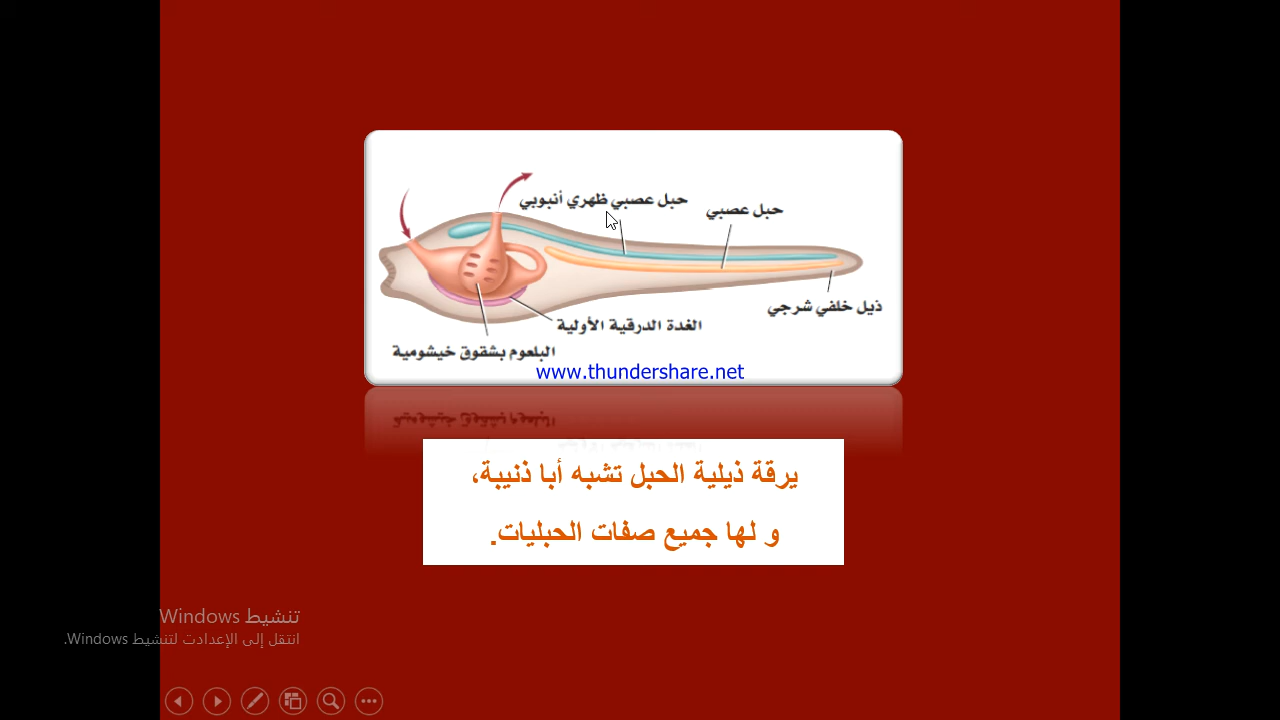 حبل عصبي ظهري أنبوبي
حبل عصبي
ذيل خلفي شرجي
الغدة الدرقية الأولية
البلعوم بشقوق خيشومية
www.thundershare.net
يرقة ذيلية الحبل تشبه أبا ذنيبة،
و لها جميع صفات الحبليات.
تنشيط Windows
انتقل إلى الإعدادت لتنشيط Windows.